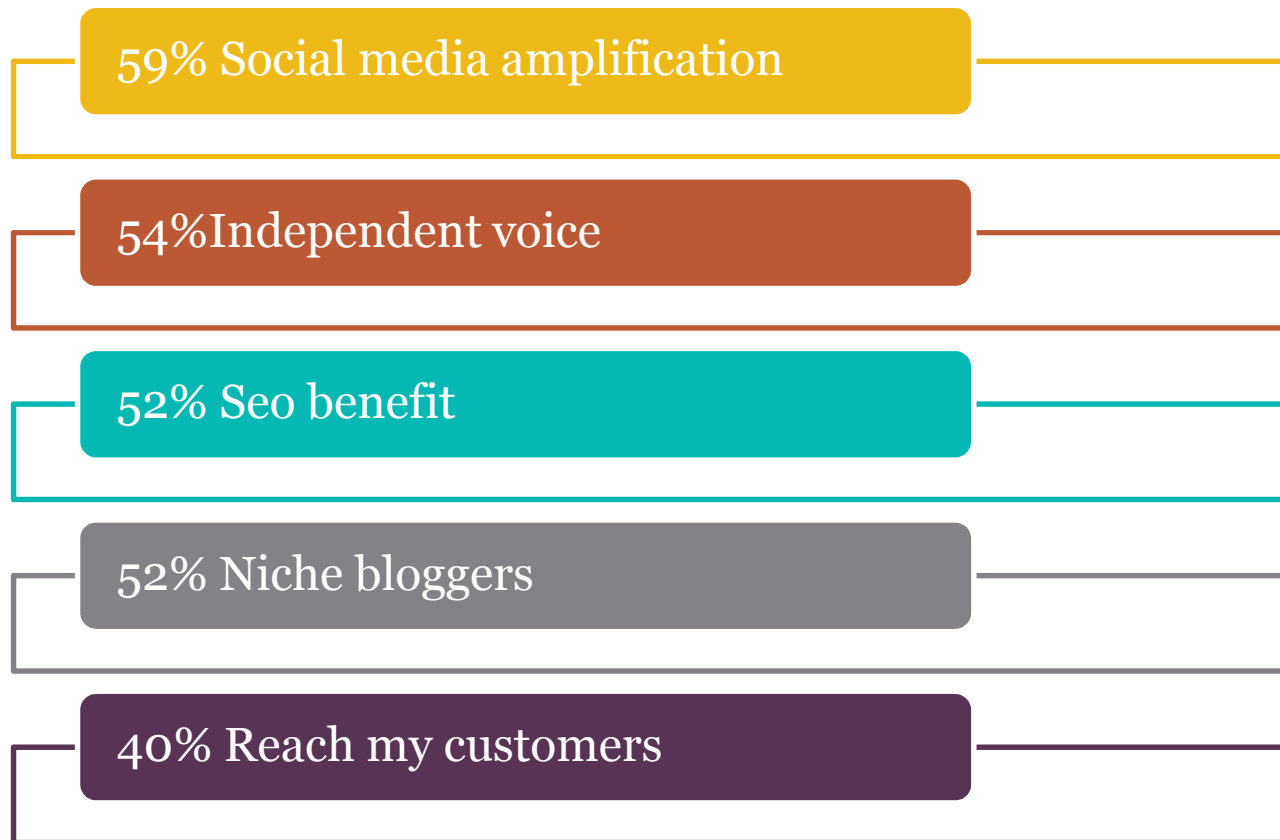 59% Social media amplification
54%Independent voice
52% Seo benefit
52% Niche bloggers
40% Reach my customers